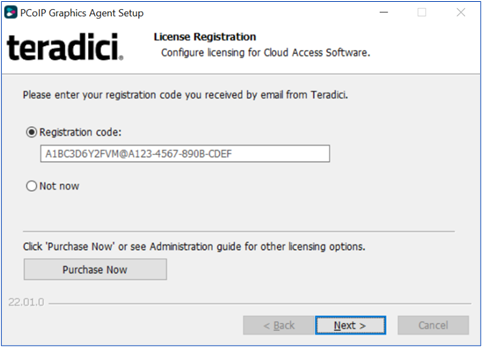 PCoIP Graphics Agent Setup
teradici.
License Registration
Configure licensing for Cloud Access Software.
Please enter your registration code you received by email from Teradici.
Registration code:
A1BC3D6Y2FVM@A123-4567-890B-CDEF
Not now
Click 'Purchase Now' or see Administration guide for other licensing options.
Purchase Now
22.01.0
< Back
Next >
Cancel